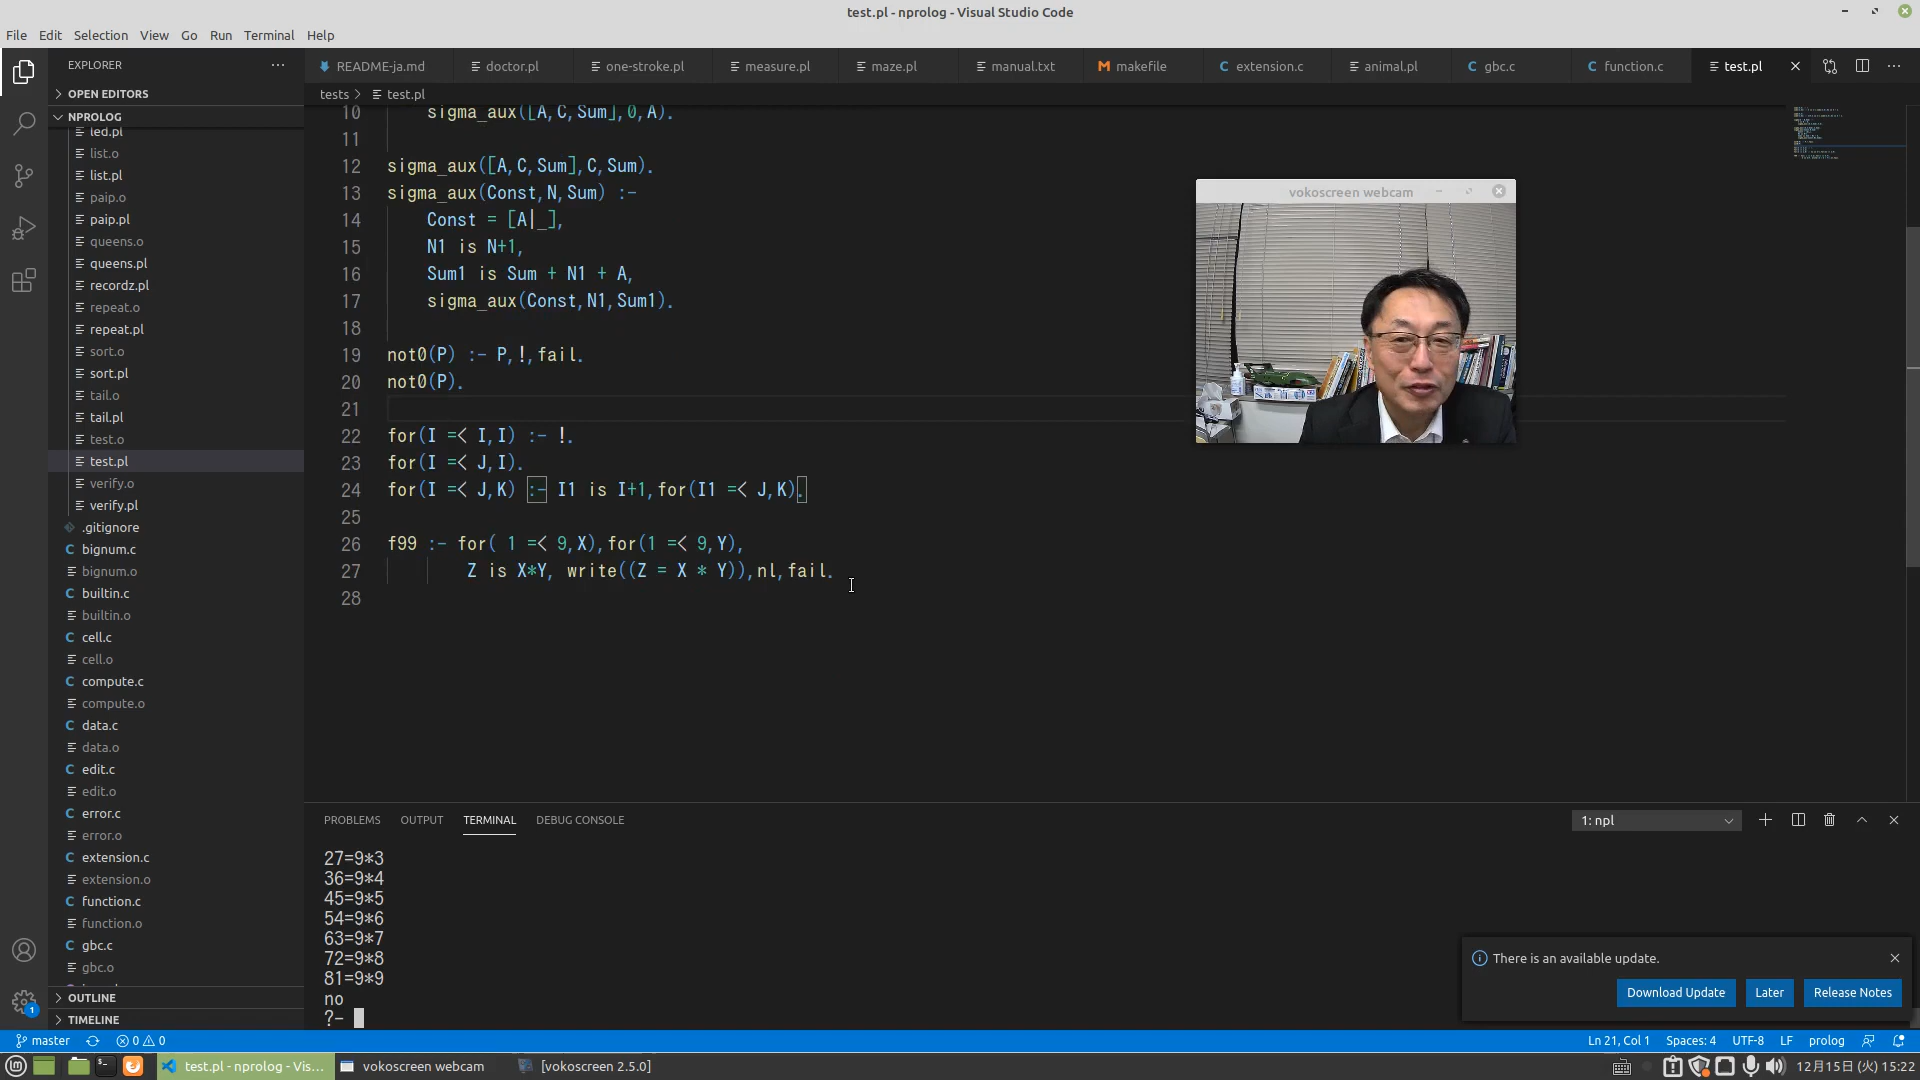 test.pl - nprolog - Visual Studio Code
File Edit Selection View Go Run Terminal Help
EXPLORER
README-ja.md doctor.pl one-stroke.pl measure.pl maze.pl manual.txt makefile extension.c animal.pl gbc.c function.c test.pl
OPEN EDITORS
tests > test.pl
NPROLOG
led.pl
list.o
list.pl
paip.o
paip.pl
queens.o
queens.pl
recordz.pl
repeat.o
repeat.pl
sort.o
sort.pl
tail.o
tail.pl
test.o
test.pl
verify.o
verify.pl
.gitignore
bignum.c
bignum.o
builtin.c
builtin.o
cell.c
cell.o
compute.c
compute.o
data.c
data.o
edit.c
edit.o
error.c
error.o
extension.c
extension.o
function.c
function.o
gbc.c
gbc.o
OUTLINE
TIMELINE
10 sigma_aux([A,C,Sum],0,A).
11
12 sigma_aux([A,C,Sum],C,Sum).
13 sigma_aux(Const,N,Sum) :-
14 Const = [A|_],
15 N1 is N+1,
16 Sum1 is Sum + N1 + A,
17 sigma_aux(Const,N1,Sum1).
18
19 not0(P) :- P,!,fail.
20 not0(P).
21
22 for(I =< I,I) :- !.
23 for(I =< J,I).
24 for(I =< J,K) :- I1 is I+1,for(I1 =< J,K).
25
26 f99 :- for( 1 =< 9,X),for(1 =< 9,Y),
27 Z is X*Y, write((Z = X * Y)),nl,fail.
28
vokoscreen webcam
PROBLEMS OUTPUT TERMINAL DEBUG CONSOLE
1: npl
27=9*3
36=9*4
45=9*5
54=9*6
63=9*7
72=9*8
81=9*9
no
?-
There is an available update.
Download Update Later Release Notes
1
master 0 0 Ln 21, Col 1 Spaces: 4 UTF-8 LF prolog
test.pl - nprolog - Vis... vokoscreen webcam [vokoscreen 2.5.0] 12月15日 (火) 15:22